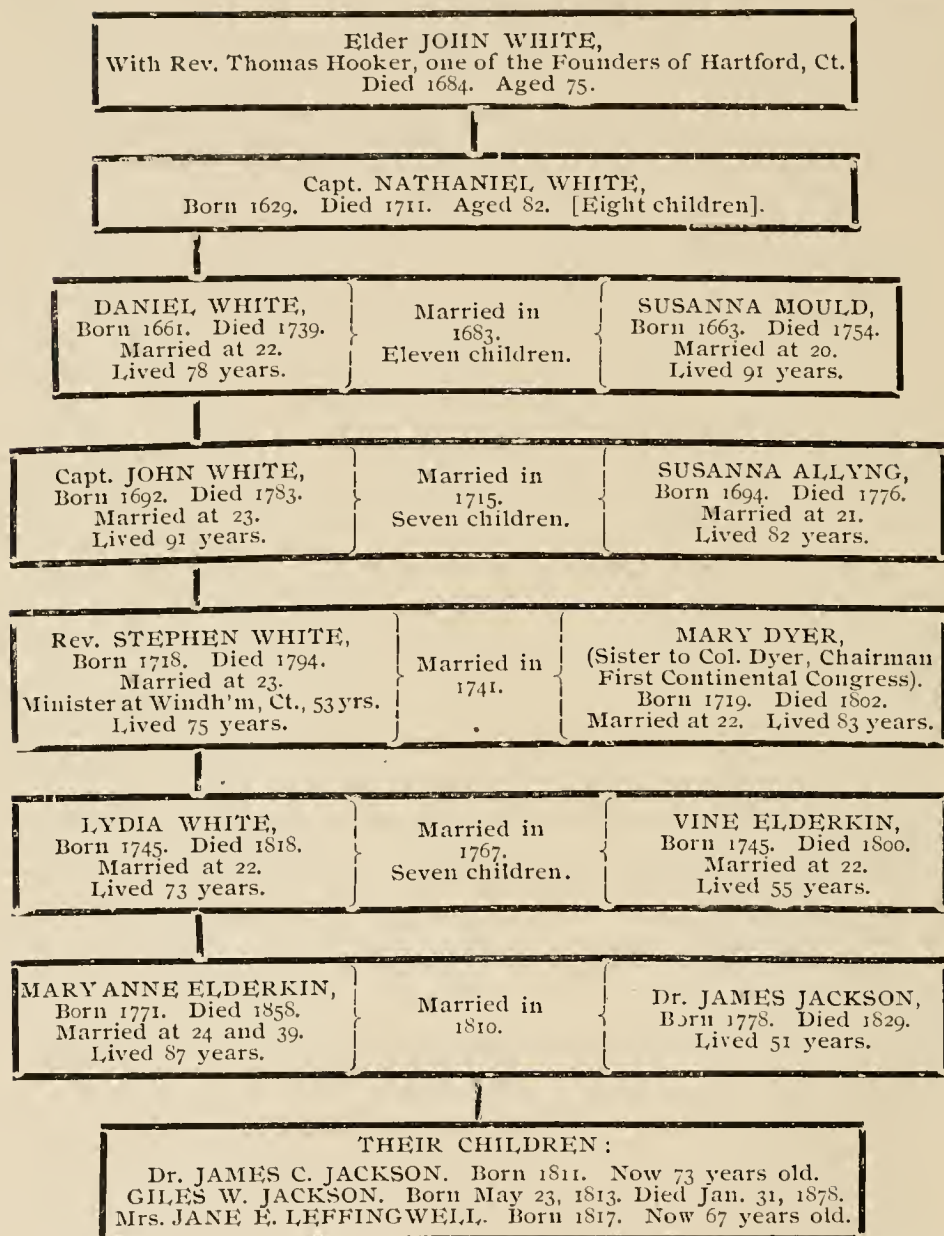 Elder JOHN WHITE,
With Rev. Thomas Hooker, one of the Founders of Hartford, Ct.
Died 1684. Aged 75.
Capt. NATHANIEL WHITE,
Born 1629. Died 1711. Aged 82. [Eight children].
DANIEL WHITE,
Born 1661. Died 1739.
Married at 22.
Lived 78 years.
Married in
1683.
Eleven children.
SUSANNA MOULD,
Born 1663. Died 1754.
Married at 20.
Lived 91 years.
Capt. JOHN WHITE,
Born 1692. Died 1783.
Married at 23.
Lived 91 years.
Married in
1715.
Seven children.
SUSANNA ALLYNG,
Born 1694. Died 1776.
Married at 21.
Lived 82 years.
Rev. STEPHEN WHITE,
Born 1718. Died 1794.
Married at 23.
Minister at Windh'm, Ct., 53 yrs.
Lived 75 years.
Married in
1741.
MARY DYER,
(Sister to Col. Dyer, Chairman
First Continental Congress).
Born 1719. Died 1802.
Married at 22. Lived 83 years.
LYDIA WHITE,
Born 1745. Died 1818.
Married at 22.
Lived 73 years.
Married in
1767.
Seven children.
VINE ELDERKIN,
Born 1745. Died 1800.
Married at 22.
Lived 55 years.
MARY ANNE ELDERKIN,
Born 1771. Died 1858.
Married at 24 and 39.
Lived 87 years.
Married in
1810.
Dr. JAMES JACKSON,
Born 1778. Died 1829.
Lived 51 years.
THEIR CHILDREN:
Dr. JAMES C. JACKSON. Born 1811. Now 73 years old.
GILES W. JACKSON. Born May 23, 1813. Died Jan. 31, 1878.
Mrs. JANE E. LEFFINGWELL. Born 1817. Now 67 years old.